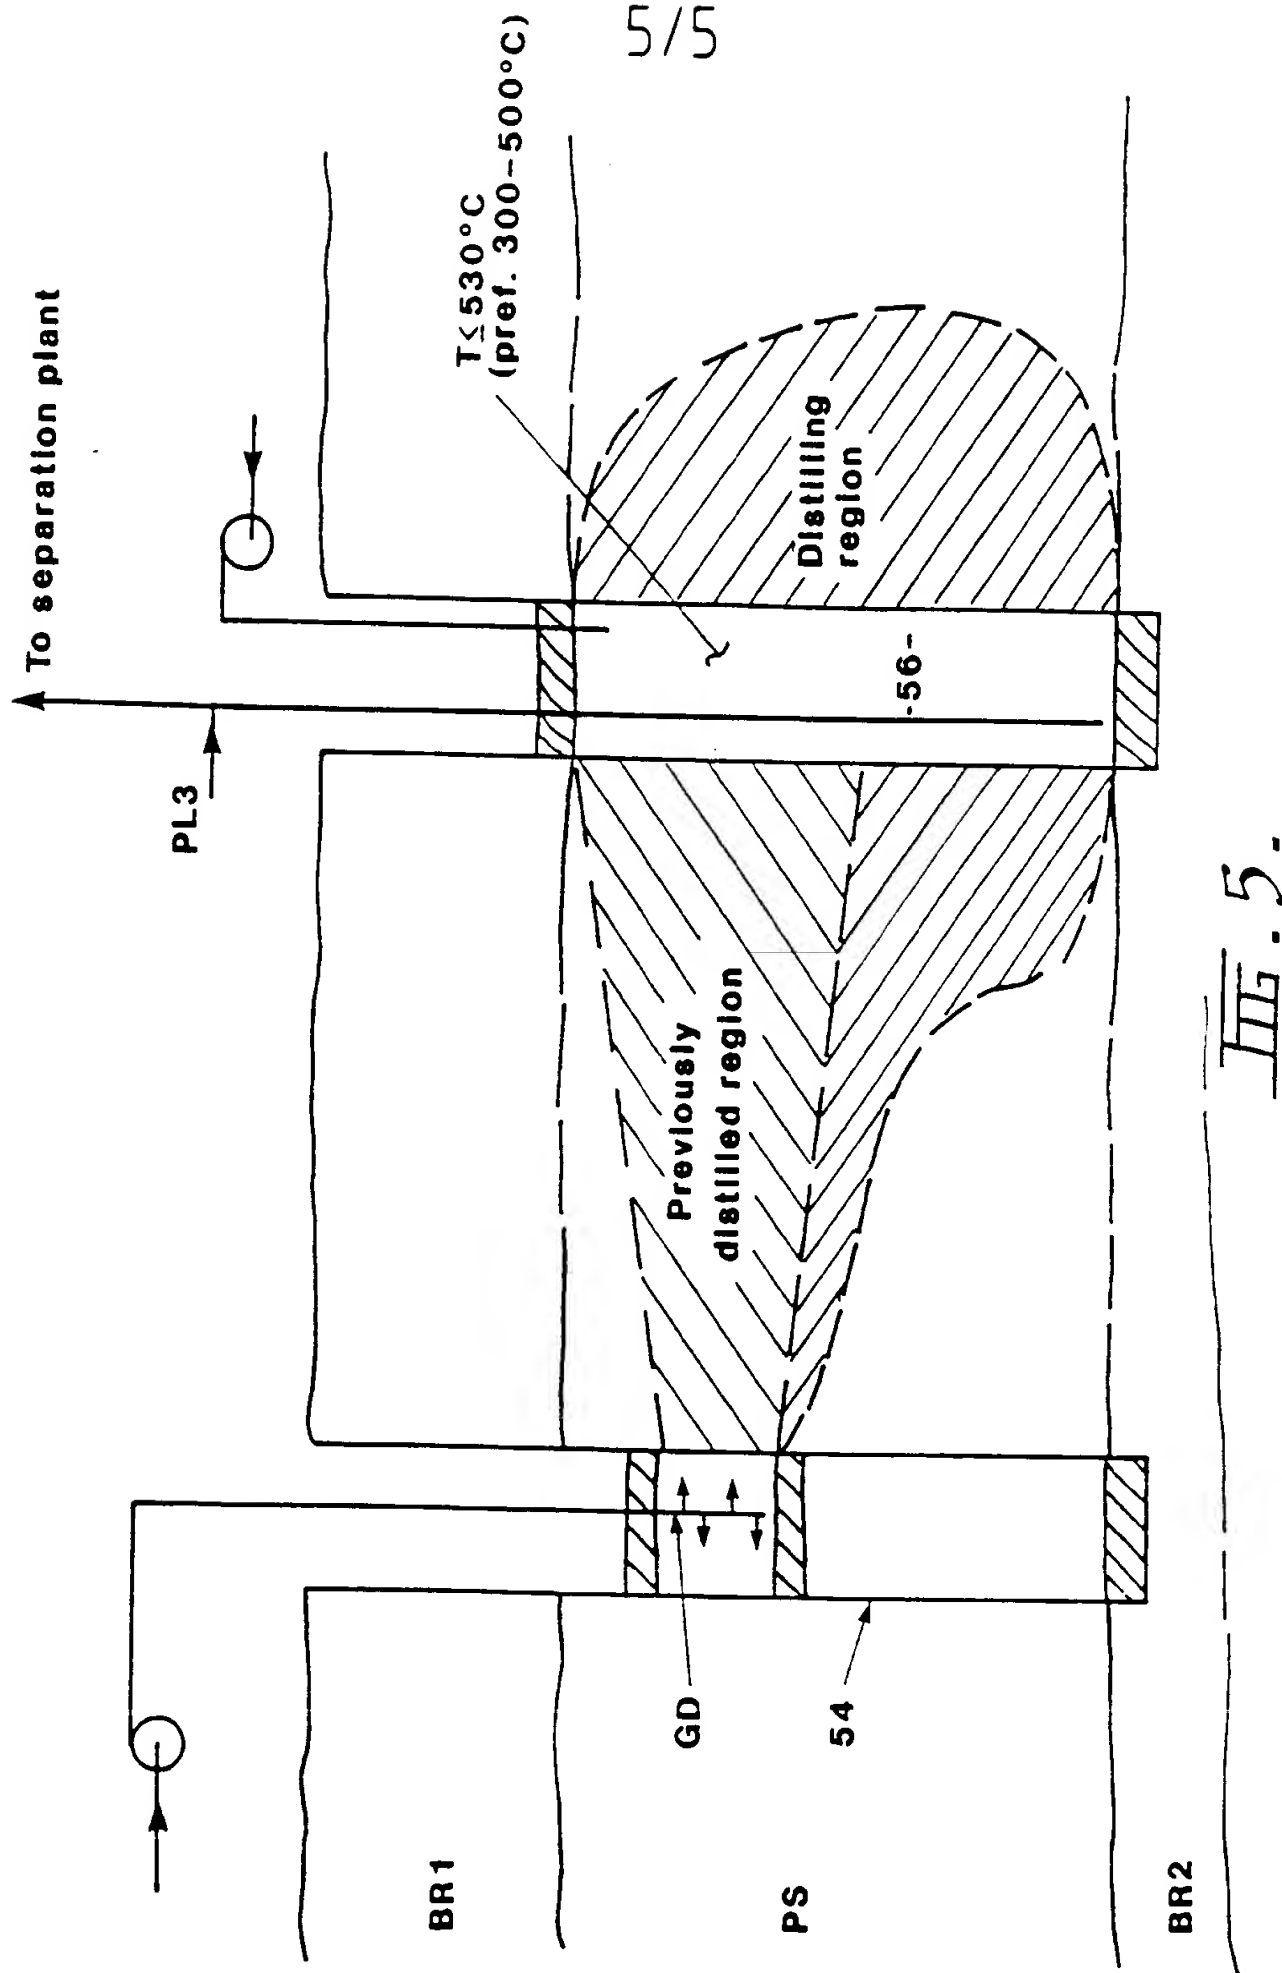 5/5
To separation plant
PL3
T≤530°C
(pref. 300-500°C)
Distilling
region
-56-
Previously
distilled region
GD
54
BR1
PS
BR2
FIG. 5.